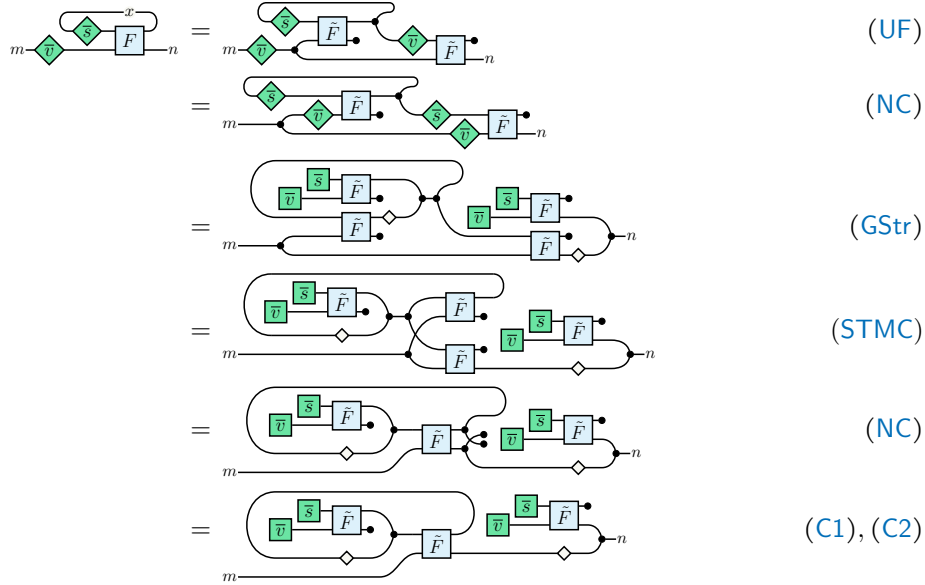 x
s̅ F
m v̅ n = s̅ F̃ m v̅ v̅ F̃ n (UF)
= s̅ F̃ v̅ s̅ m v̅ F̃ n (NC)
= s̅ v̅ F̃ F̃ m s̅ v̅ F̃ F̃ n (GStr)
= s̅ v̅ F̃ m F̃ F̃ s̅ v̅ F̃ n (STMC)
= s̅ v̅ F̃ F̃ m s̅ v̅ F̃ n (NC)
= s̅ v̅ F̃ F̃ m s̅ v̅ F̃ n (C1), (C2)